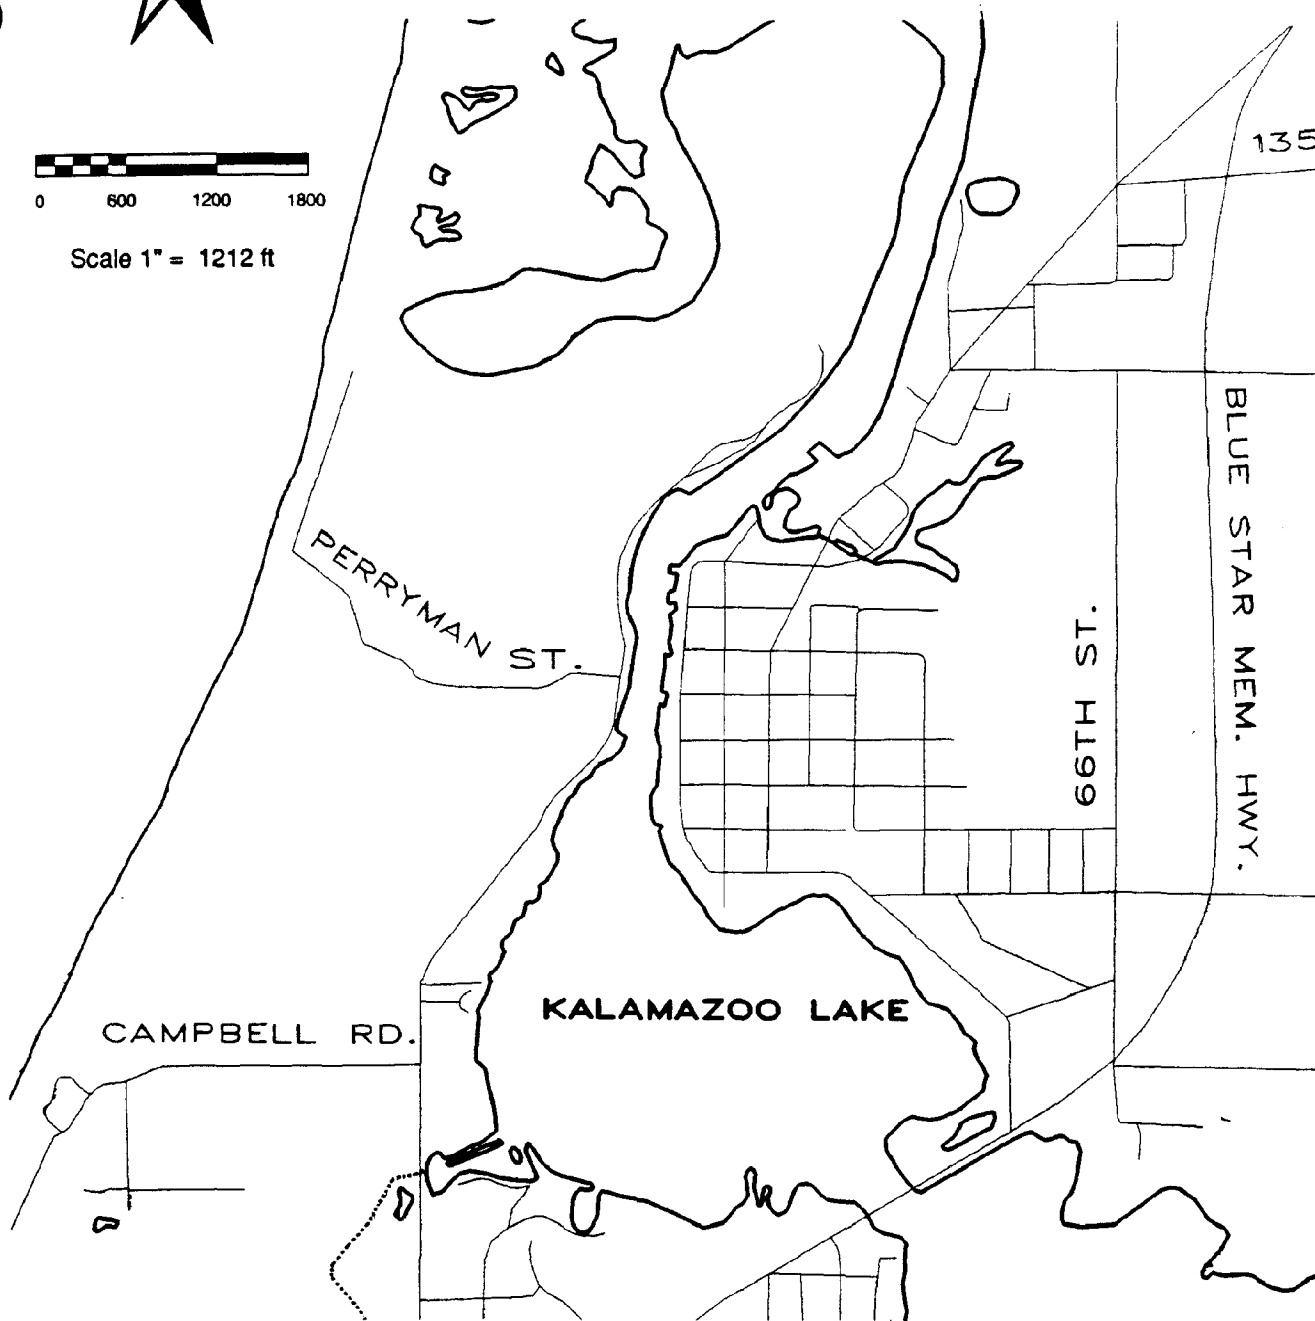 135
0 600 1200 1800
Scale 1" = 1212 ft
BLUE STAR MEM. HWY.
PERRYMAN ST.
66TH ST.
KALAMAZOO LAKE
CAMPBELL RD.